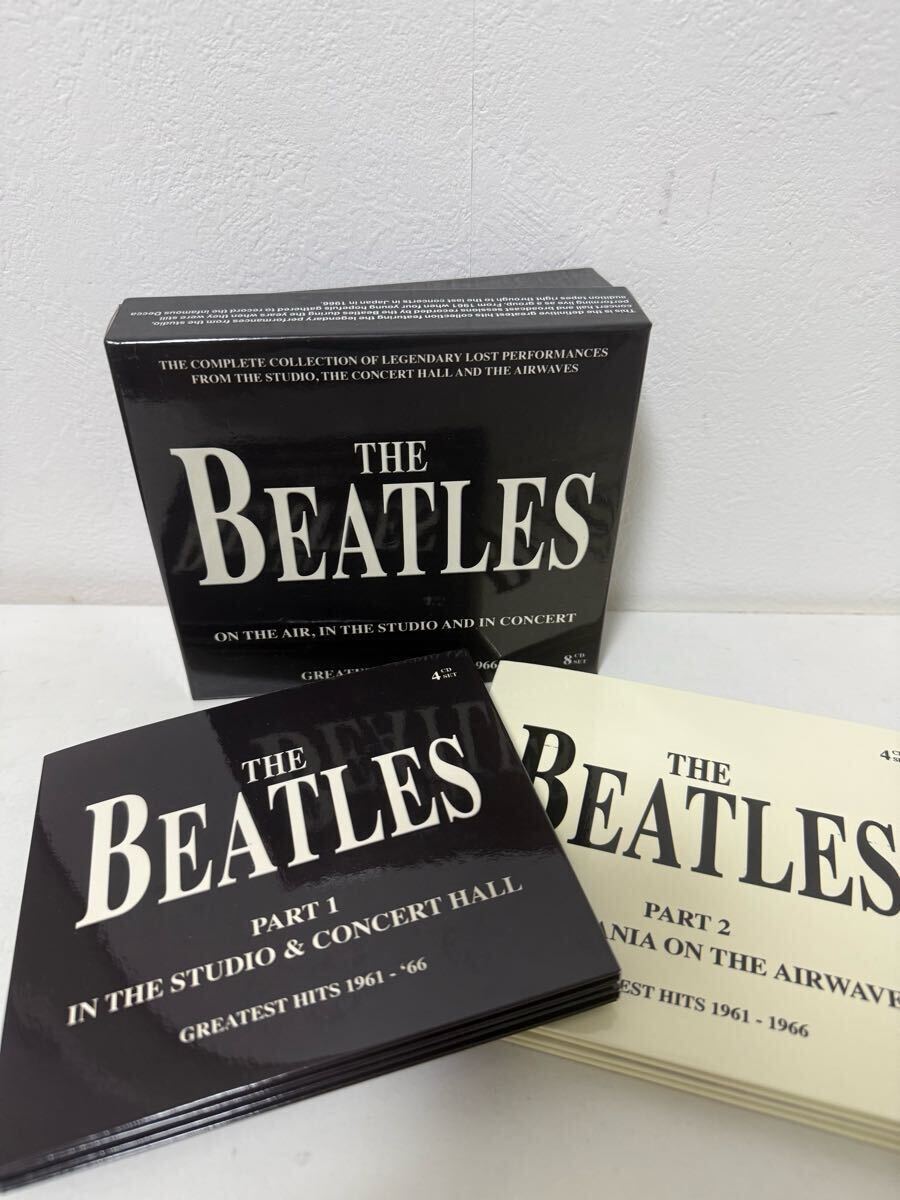 This is the definitive greatest hits collection featuring the legendary performances from the studio,
concert hall and broadcast sessions recorded by the Beatles during the years when they were still
performing live as a group. From 1961 when four young hopefuls gathered to record the infamous Decca
audition tapes right through to the last concerts in Japan in 1966.
THE COMPLETE COLLECTION OF LEGENDARY LOST PERFORMANCES
FROM THE STUDIO, THE CONCERT HALL AND THE AIRWAVES
THE
BEATLES
ON THE AIR, IN THE STUDIO AND IN CONCERT
8 CD SET
4 CD SET
THE
BEATLES
PART 1
IN THE STUDIO & CONCERT HALL
GREATEST HITS 1961 - ‘66
4
THE
BEATLES
PART 2
ON THE AIRWAVE
HITS 1961 - 1966